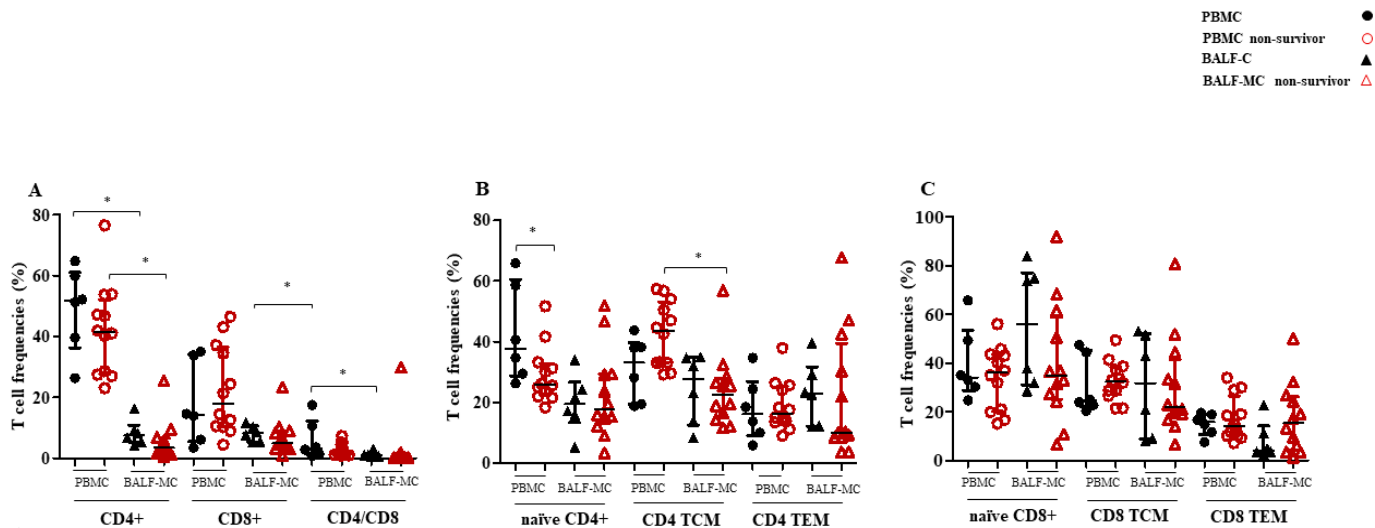 PBMC
PBMC non-survivor
BALF-C
BALF-MC non-survivor
A
T cell frequencies (%)
80
60
40
20
0
*
*
*
*
PBMC BALF-MC PBMC BALF-MC PBMC BALF-MC
CD4+ CD8+ CD4/CD8
B
T cell frequencies (%)
80
60
40
20
0
*
*
PBMC BALF-MC PBMC BALF-MC PBMC BALF-MC
naïve CD4+ CD4 TCM CD4 TEM
C
T cell frequencies (%)
100
80
60
40
20
0
PBMC BALF-MC PBMC BALF-MC PBMC BALF-MC
naïve CD8+ CD8 TCM CD8 TEM